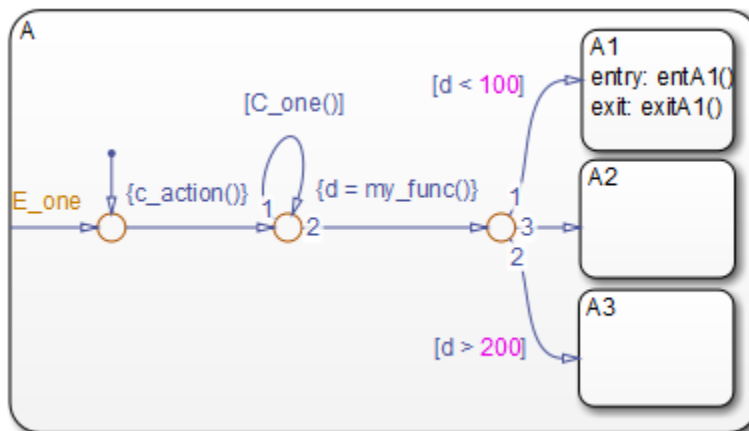 A
A1
entry: entA1()
exit: exitA1()
[d < 100]
[C_one()]
E_one
{c_action()}
1
2
{d = my_func()}
1
3
2
A2
A3
[d > 200]